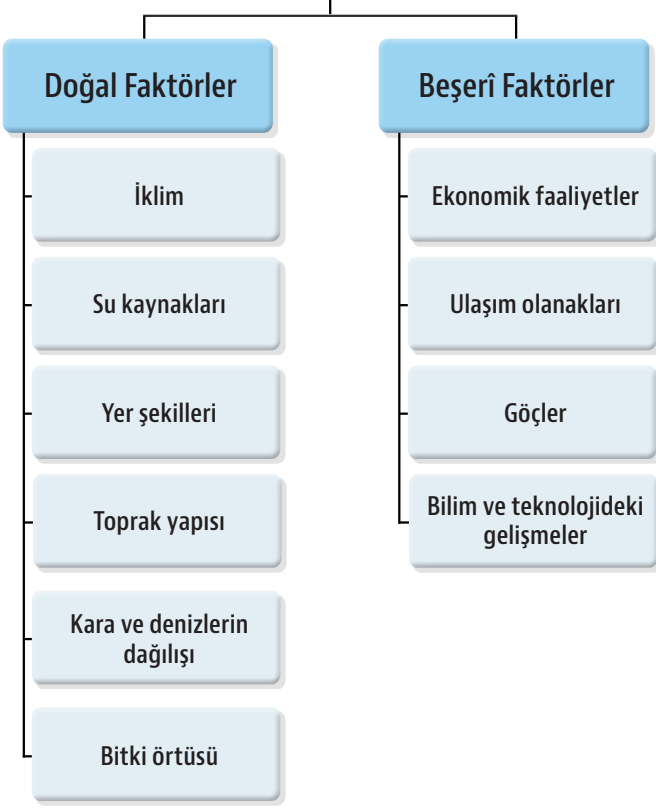 Doğal Faktörler
İklim
Su kaynakları
Yer şekilleri
Toprak yapısı
Kara ve denizlerin
dağılışı
Bitki örtüsü
Beşerî Faktörler
Ekonomik faaliyetler
Ulaşım olanakları
Göçler
Bilim ve teknolojideki
gelişmeler